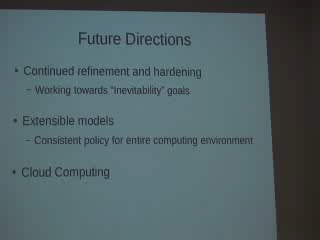 Future Directions
• Continued refinement and hardening
– Working towards "Inevitability" goals
• Extensible models
– Consistent policy for entire computing environment
• Cloud Computing